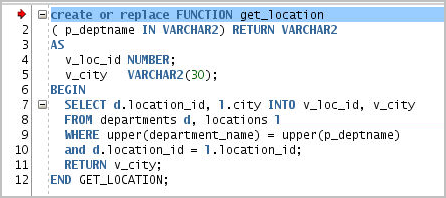 create or replace FUNCTION get_location
2 ( p_deptname IN VARCHAR2) RETURN VARCHAR2
3 AS
4 v_loc_id NUMBER;
5 v_city VARCHAR2(30);
6 BEGIN
7 SELECT d.location_id, l.city INTO v_loc_id, v_city
8 FROM departments d, locations l
9 WHERE upper(department_name) = upper(p_deptname)
10 and d.location_id = l.location_id;
11 RETURN v_city;
12 END GET_LOCATION;